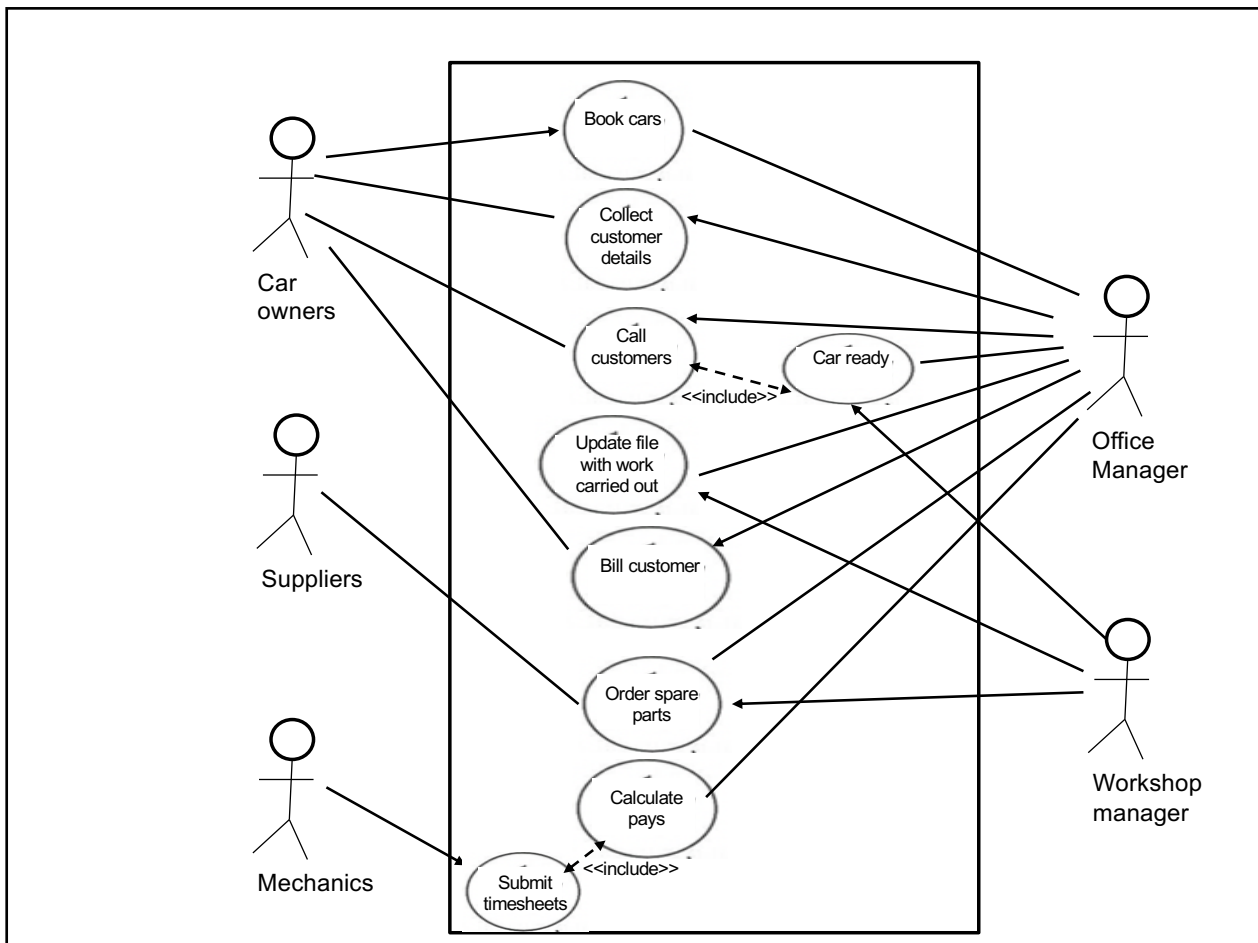 Book cars
Collect
customer
details
Car
owners
Call
customers
Car ready
<<include>>
Office
Manager
Update file
with work
carried out
Suppliers
Bill customer
Order spare
parts
Workshop
manager
Calculate
pays
<<include>>
Mechanics
Submit
timesheets